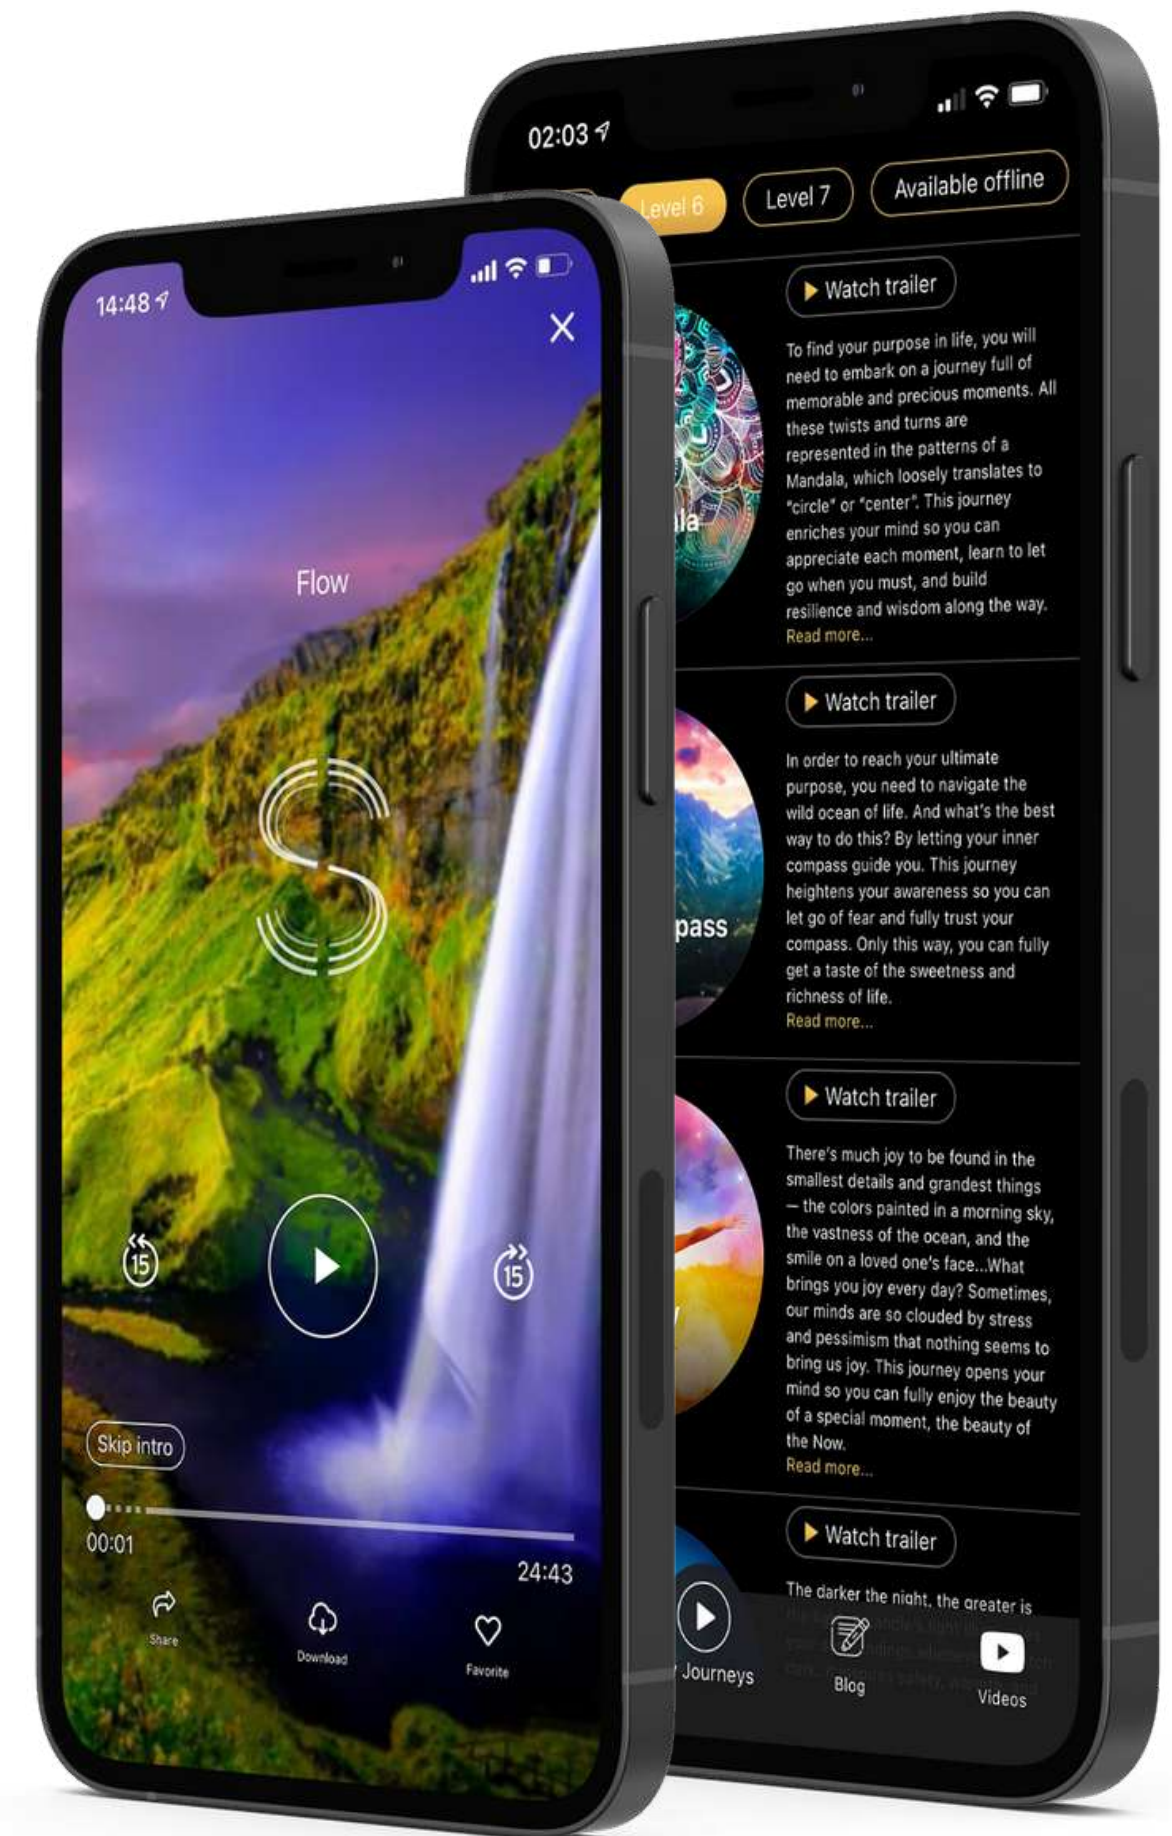 14:48
Flow
S
15
15
Skip intro
00:01
24:43
Share
Download
Favorite
02:03
Level 6
Level 7
Available offline
Watch trailer
To find your purpose in life, you will
need to embark on a journey full of
memorable and precious moments. All
these twists and turns are
represented in the patterns of a
Mandala, which loosely translates to
"circle" or "center". This journey
enriches your mind so you can
appreciate each moment, learn to let
go when you must, and build
resilience and wisdom along the way.
Read more...
Watch trailer
In order to reach your ultimate
purpose, you need to navigate the
wild ocean of life. And what's the best
way to do this? By letting your inner
compass guide you. This journey
heightens your awareness so you can
let go of fear and fully trust your
compass. Only this way, you can fully
get a taste of the sweetness and
richness of life.
Read more...
pass
Watch trailer
There's much joy to be found in the
smallest details and grandest things
— the colors painted in a morning sky,
the vastness of the ocean, and the
smile on a loved one's face...What
brings you joy every day? Sometimes,
our minds are so clouded by stress
and pessimism that nothing seems to
bring us joy. This journey opens your
mind so you can fully enjoy the beauty
of a special moment, the beauty of
the Now.
Read more...
Watch trailer
The darker the night, the greater is
Journeys
Blog
Videos